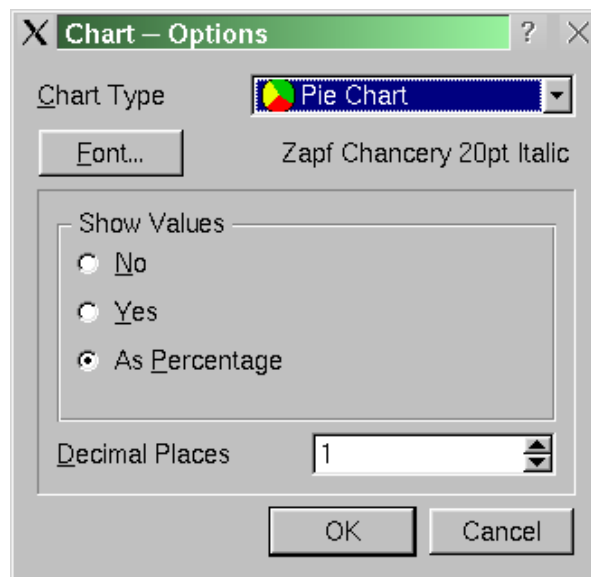 Chart – Options
Chart Type Pie Chart
Font... Zapf Chancery 20pt Italic
Show Values
No
Yes
As Percentage
Decimal Places 1
OK Cancel